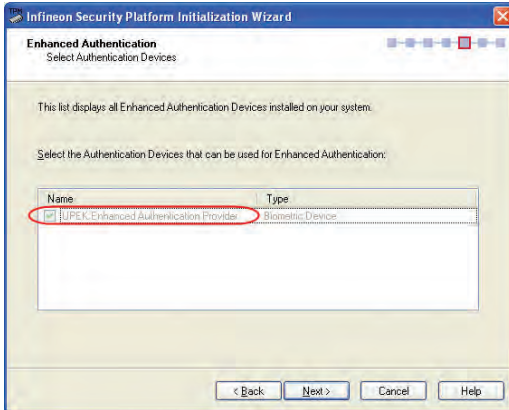 TPM
Infineon Security Platform Initialization Wizard
Enhanced Authentication
Select Authentication Devices
This list displays all Enhanced Authentication Devices installed on your system.
Select the Authentication Devices that can be used for Enhanced Authentication:
Name Type
UPEK Enhanced Authentication Provider Biometric Device
< Back Next > Cancel Help